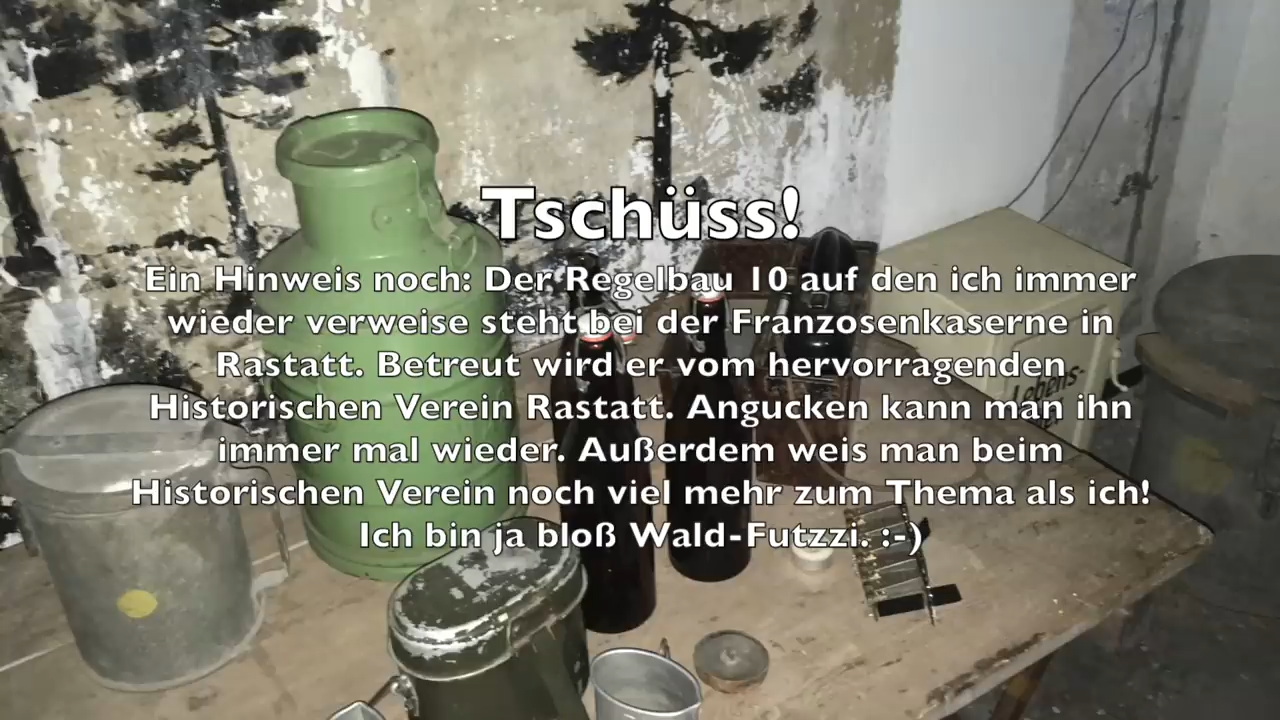 Tschüss!
Ein Hinweis noch: Der Regelbau 10 auf den ich immer
wieder verweise steht bei der Franzosenkaserne in
Rastatt. Betreut wird er vom hervorragenden
Historischen Verein Rastatt. Angucken kann man ihn
immer mal wieder. Außerdem weis man beim
Historischen Verein noch viel mehr zum Thema als ich!
Ich bin ja bloß Wald-Futzzi. :-)
Lebens-